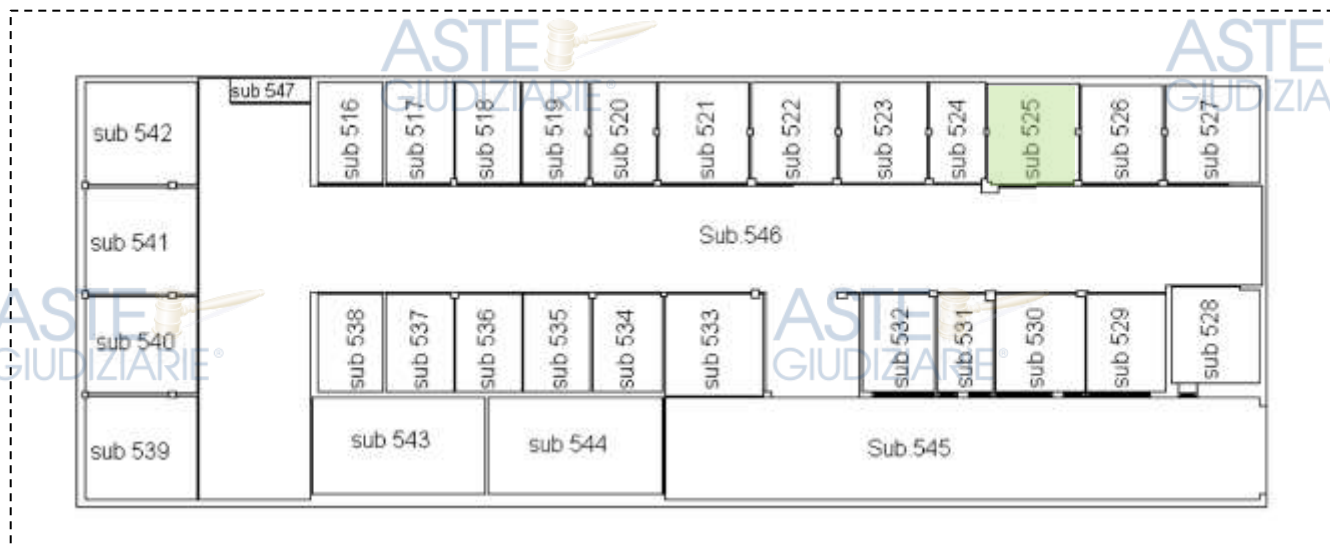 ASTE
GIUDIZIARIE®
ASTE
GIUDIZIA
sub 547
sub 542
sub 516
sub 517
sub 518
sub 519
sub 520
sub 521
sub 522
sub 523
sub 524
sub 525
sub 526
sub 527
sub 541
Sub.546
ASTE
GIUDIZIARIE®
sub 540
sub 538
sub 537
sub 536
sub 535
sub 534
sub 533
ASTE
GIUDIZIARIE®
sub 532
sub 531
sub 530
sub 529
sub 528
sub 539
sub 543
sub 544
Sub.545